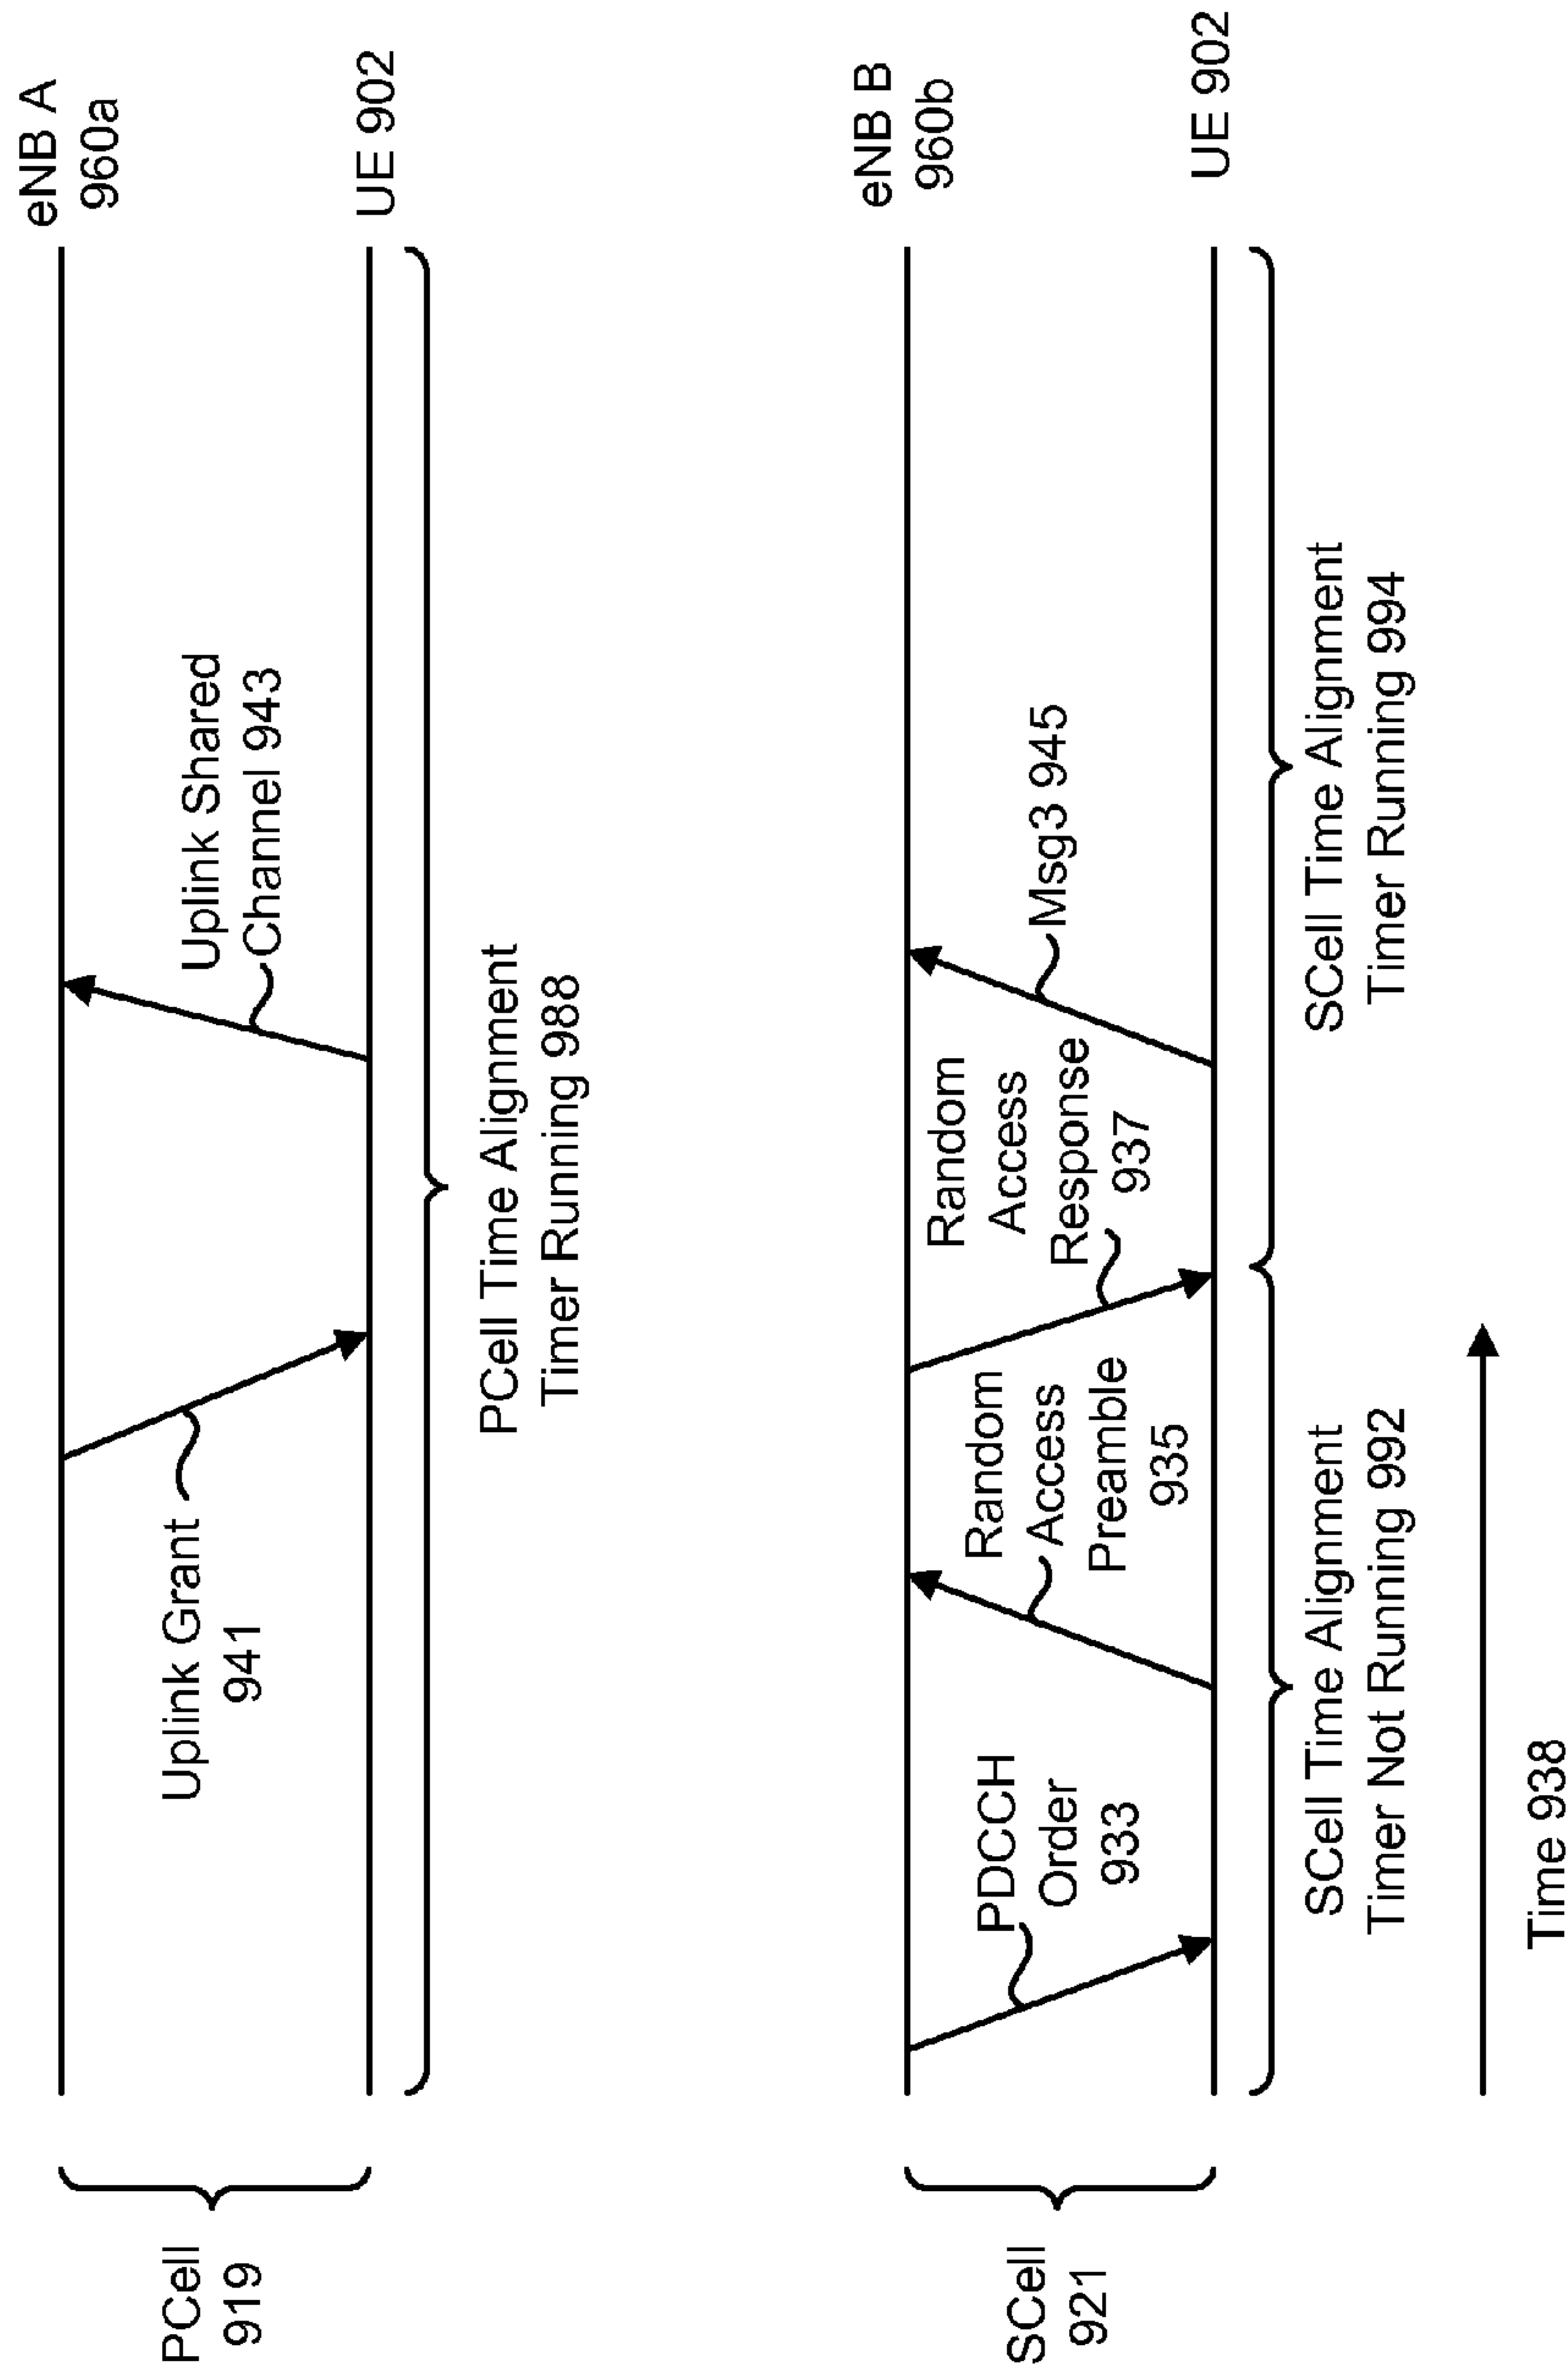 eNB A
960a
Uplink Grant
941
Uplink Shared
Channel 943
PCell
919
UE 902
PCell Time Alignment
Timer Running 988
eNB B
960b
PDCCH
Order
933
Random
Access
Preamble
935
Random
Access
Response
937
Msg3 945
SCell
921
UE 902
SCell Time Alignment
Timer Not Running 992
SCell Time Alignment
Timer Running 994
Time 938